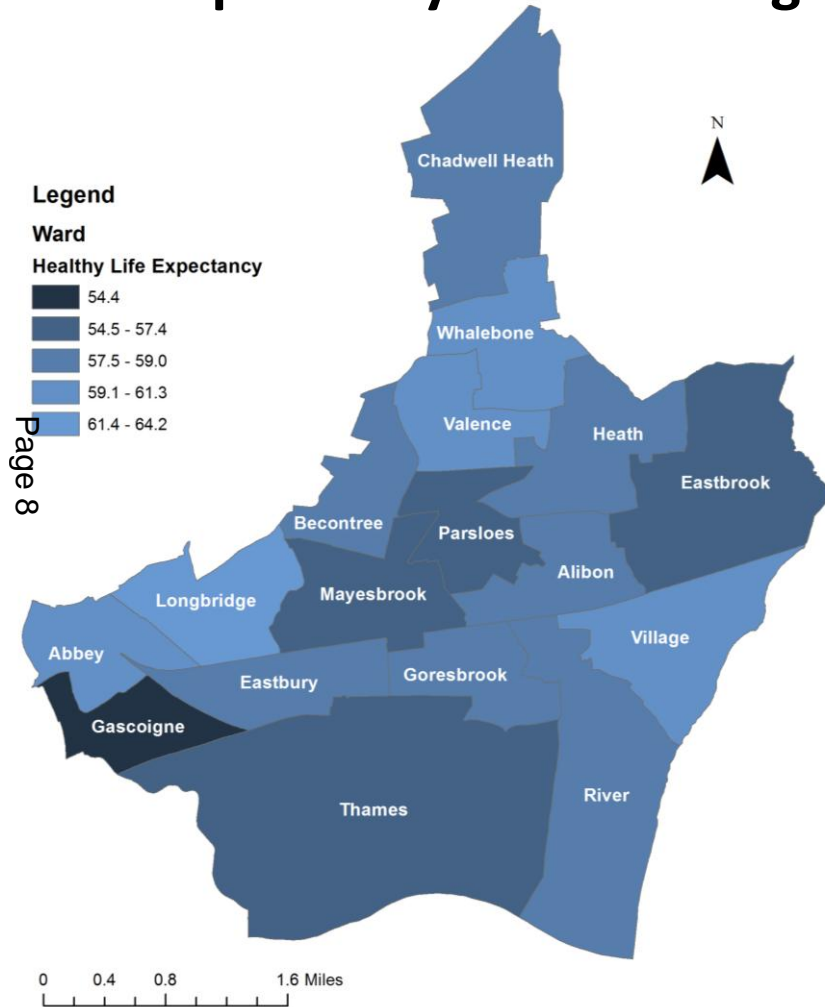 N
Chadwell Heath
Legend
Ward
Healthy Life Expectancy
54.4
54.5 - 57.4
57.5 - 59.0
59.1 - 61.3
61.4 - 64.2
Whalebone
Valence
Heath
Page 8
Eastbrook
Becontree
Parsloes
Alibon
Mayesbrook
Longbridge
Village
Abbey
Eastbury
Goresbrook
Gascoigne
River
Thames
0 0.4 0.8 1.6 Miles